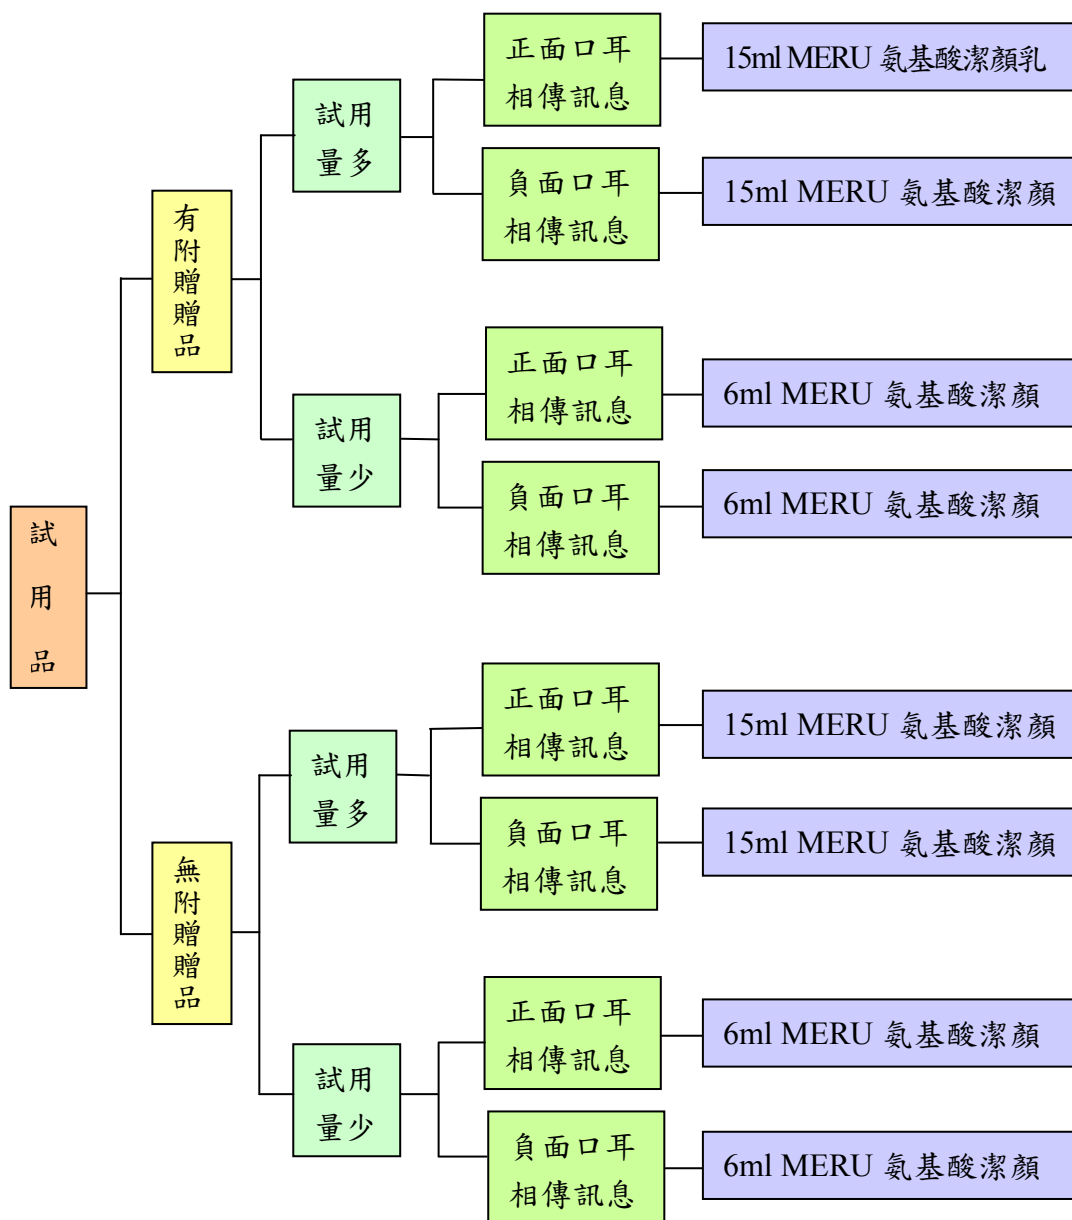 試用品
有附贈贈品
試用
量多
正面口耳
相傳訊息
15ml MERU 氨基酸潔顏乳
負面口耳
相傳訊息
15ml MERU 氨基酸潔顏
試用
量少
正面口耳
相傳訊息
6ml MERU 氨基酸潔顏
負面口耳
相傳訊息
6ml MERU 氨基酸潔顏
無附贈贈品
試用
量多
正面口耳
相傳訊息
15ml MERU 氨基酸潔顏
負面口耳
相傳訊息
15ml MERU 氨基酸潔顏
試用
量少
正面口耳
相傳訊息
6ml MERU 氨基酸潔顏
負面口耳
相傳訊息
6ml MERU 氨基酸潔顏